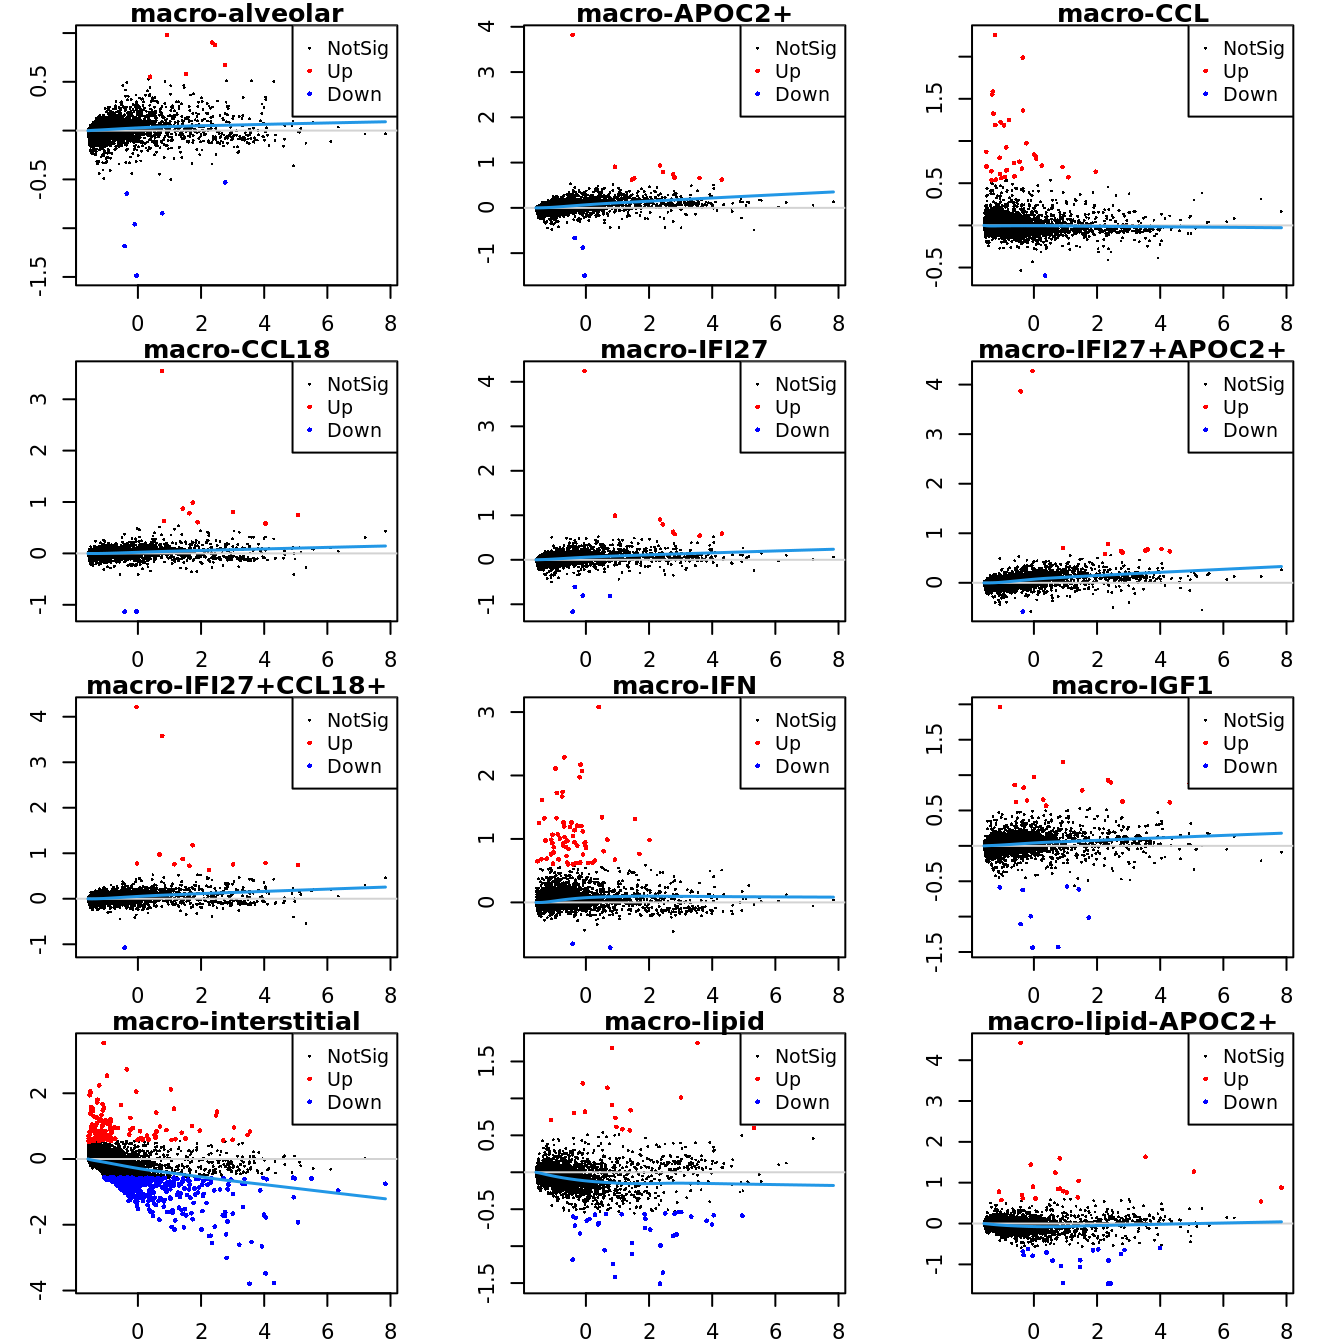 macro-alveolar
macro-APOC2+
macro-CCL
NotSig
Up
Down
0.5
-0.5
-1.5
0 2 4 6 8
NotSig
Up
Down
4
3
2
1
0
-1
0 2 4 6 8
NotSig
Up
Down
1.5
0.5
-0.5
0 2 4 6 8
macro-CCL18
macro-IFI27
macro-IFI27+APOC2+
NotSig
Up
Down
3
2
1
0
-1
0 2 4 6 8
NotSig
Up
Down
4
3
2
1
0
-1
0 2 4 6 8
NotSig
Up
Down
4
3
2
1
0
0 2 4 6 8
macro-IFI27+CCL18+
macro-IFN
macro-IGF1
NotSig
Up
Down
4
3
2
1
0
-1
0 2 4 6 8
NotSig
Up
Down
3
2
1
0
0 2 4 6 8
NotSig
Up
Down
1.5
0.5
-0.5
-1.5
0 2 4 6 8
macro-interstitial
macro-lipid
macro-lipid-APOC2+
NotSig
Up
Down
2
0
-2
-4
0 2 4 6 8
NotSig
Up
Down
1.5
0.5
-0.5
-1.5
0 2 4 6 8
NotSig
Up
Down
4
3
2
1
0
-1
0 2 4 6 8